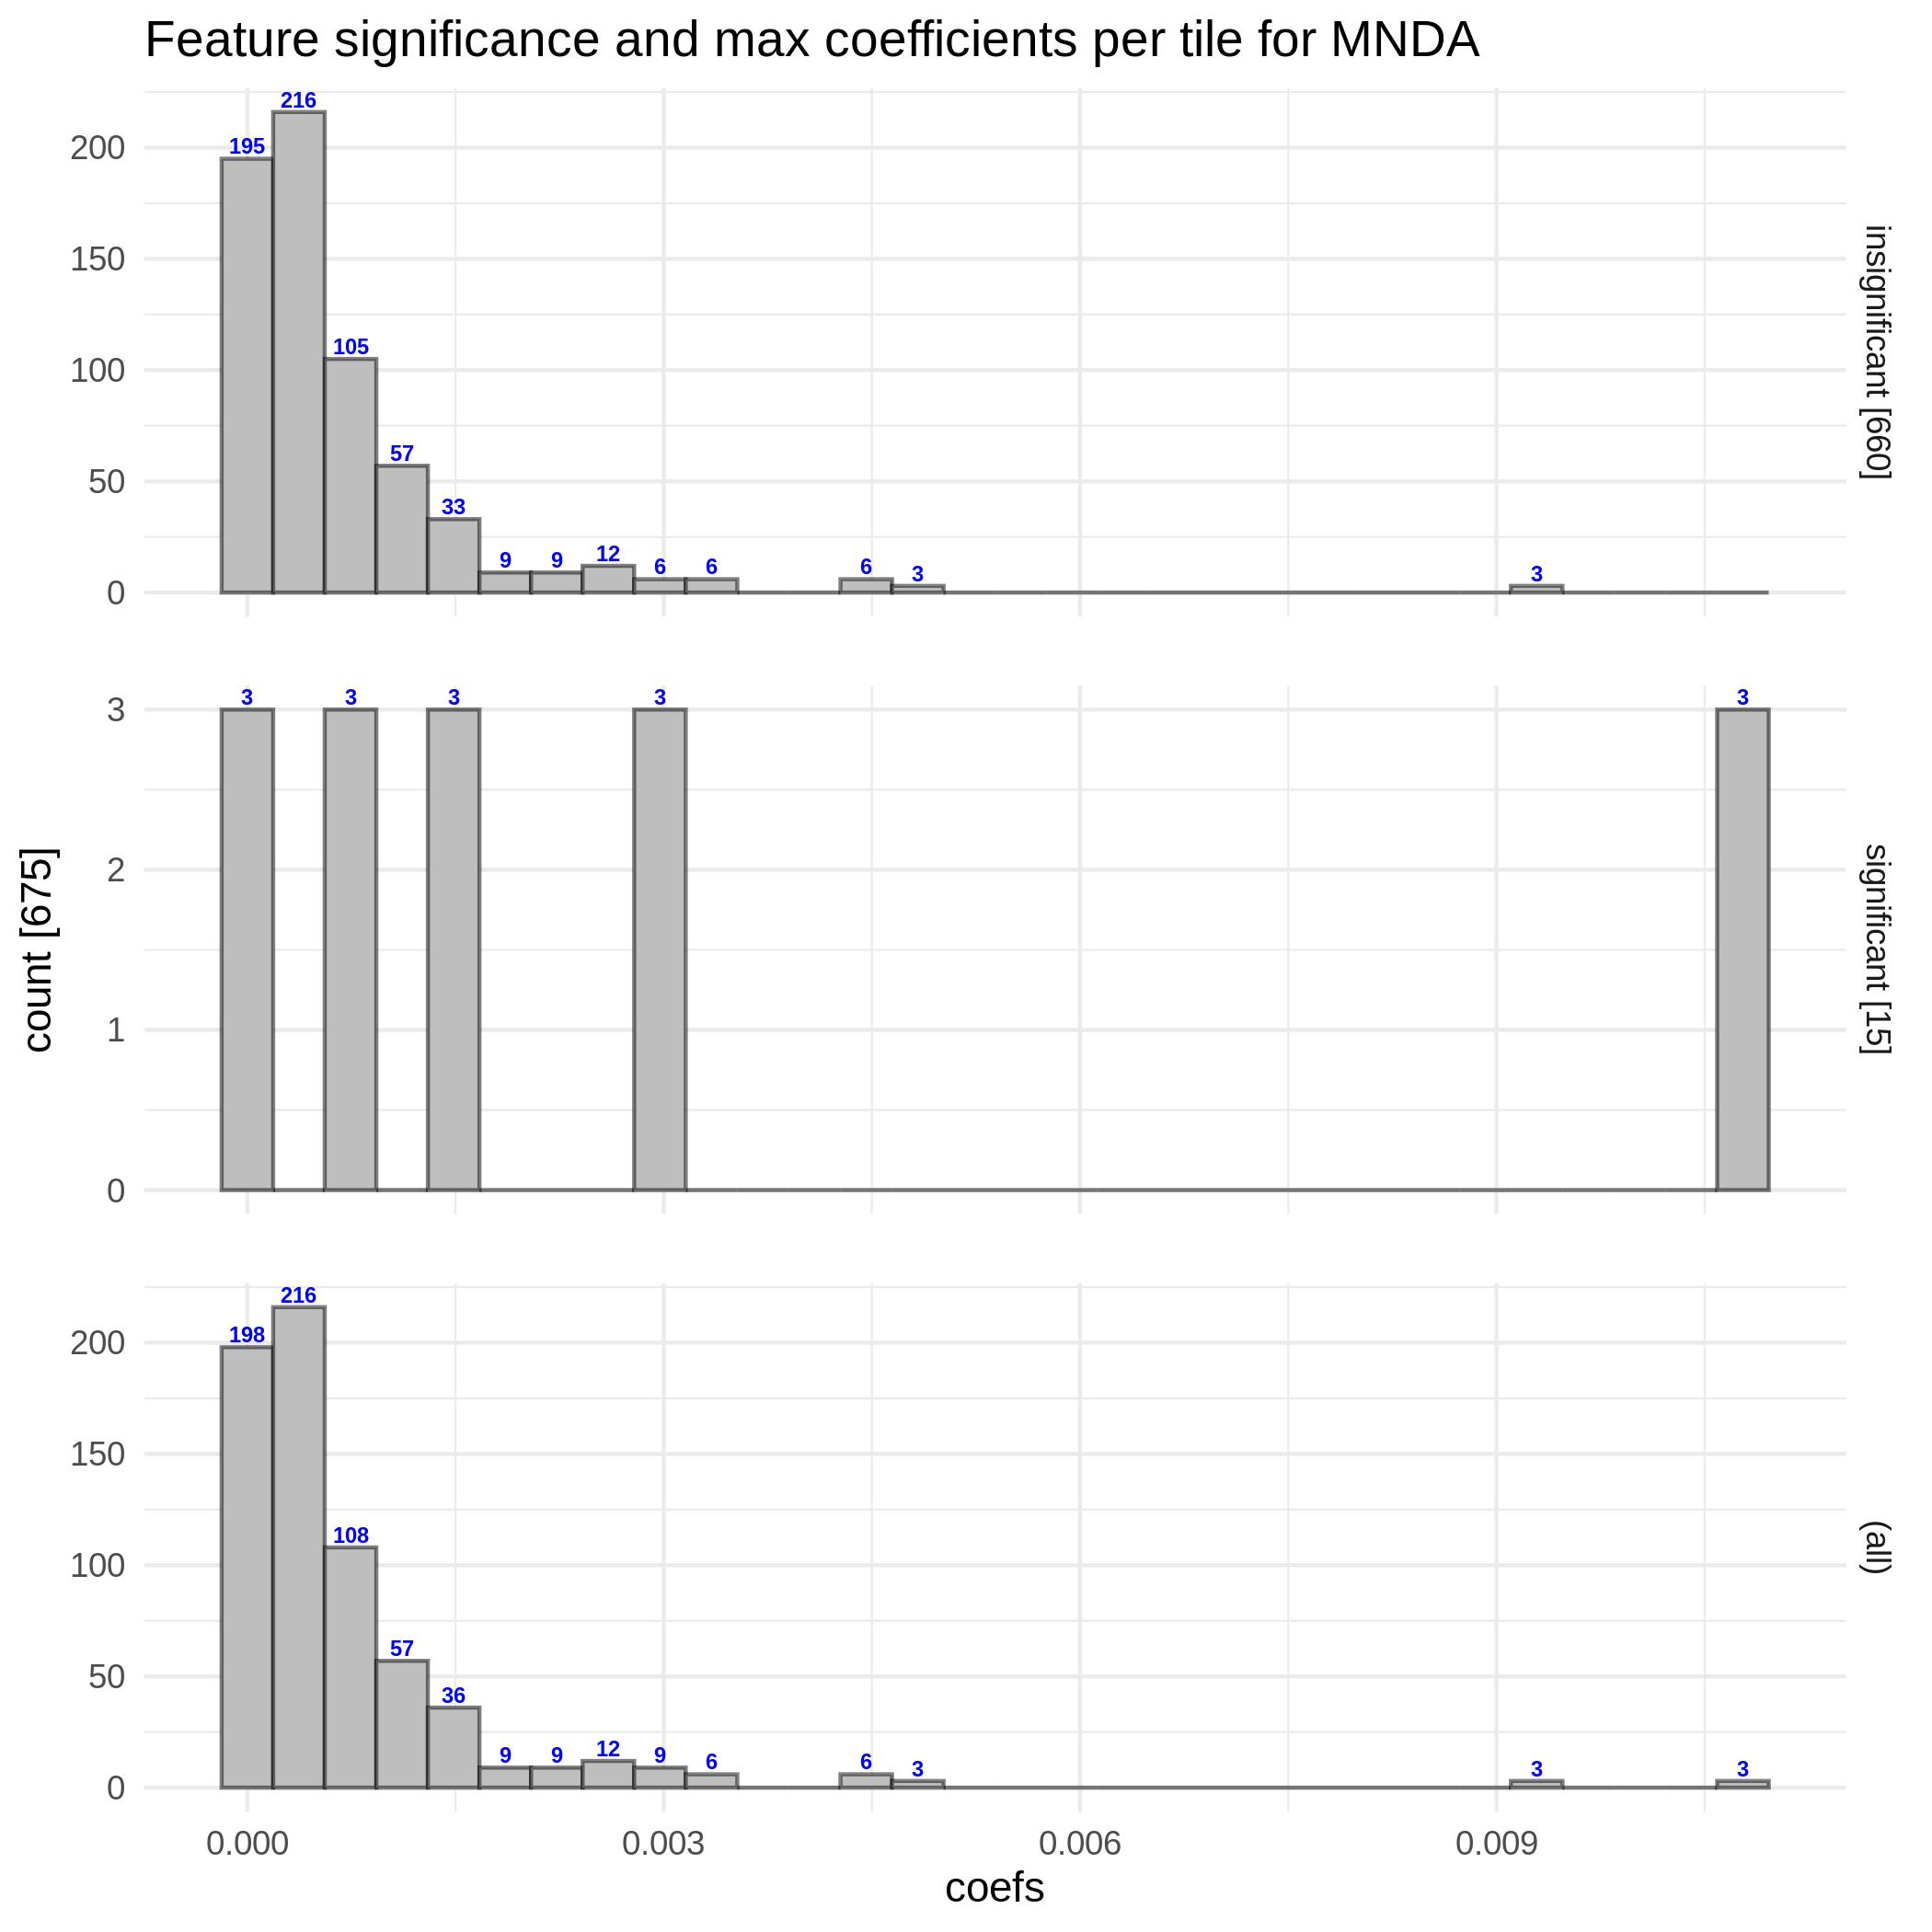 Feature significance and max coefficients per tile for MNDA
216
195
105
57
33
9 9 12 6 6 6 3 3
200
150
100
50
0
insignificant [660]
3 3 3 3 3
3
2
1
0
significant [15]
count [675]
216
198
108
57
36
9 9 12 9 6 6 3 3 3
200
150
100
50
0
(all)
0.000 0.003 0.006 0.009
coefs